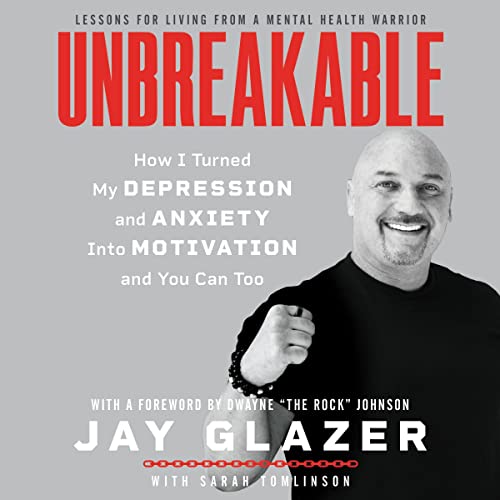 LESSONS FOR LIVING FROM A MENTAL HEALTH WARRIOR
UNBREAKABLE
How I Turned
My DEPRESSION
and ANXIETY
Into MOTIVATION
and You Can Too
WITH A FOREWORD BY DWAYNE “THE ROCK” JOHNSON
JAY GLAZER
WITH SARAH TOMLINSON